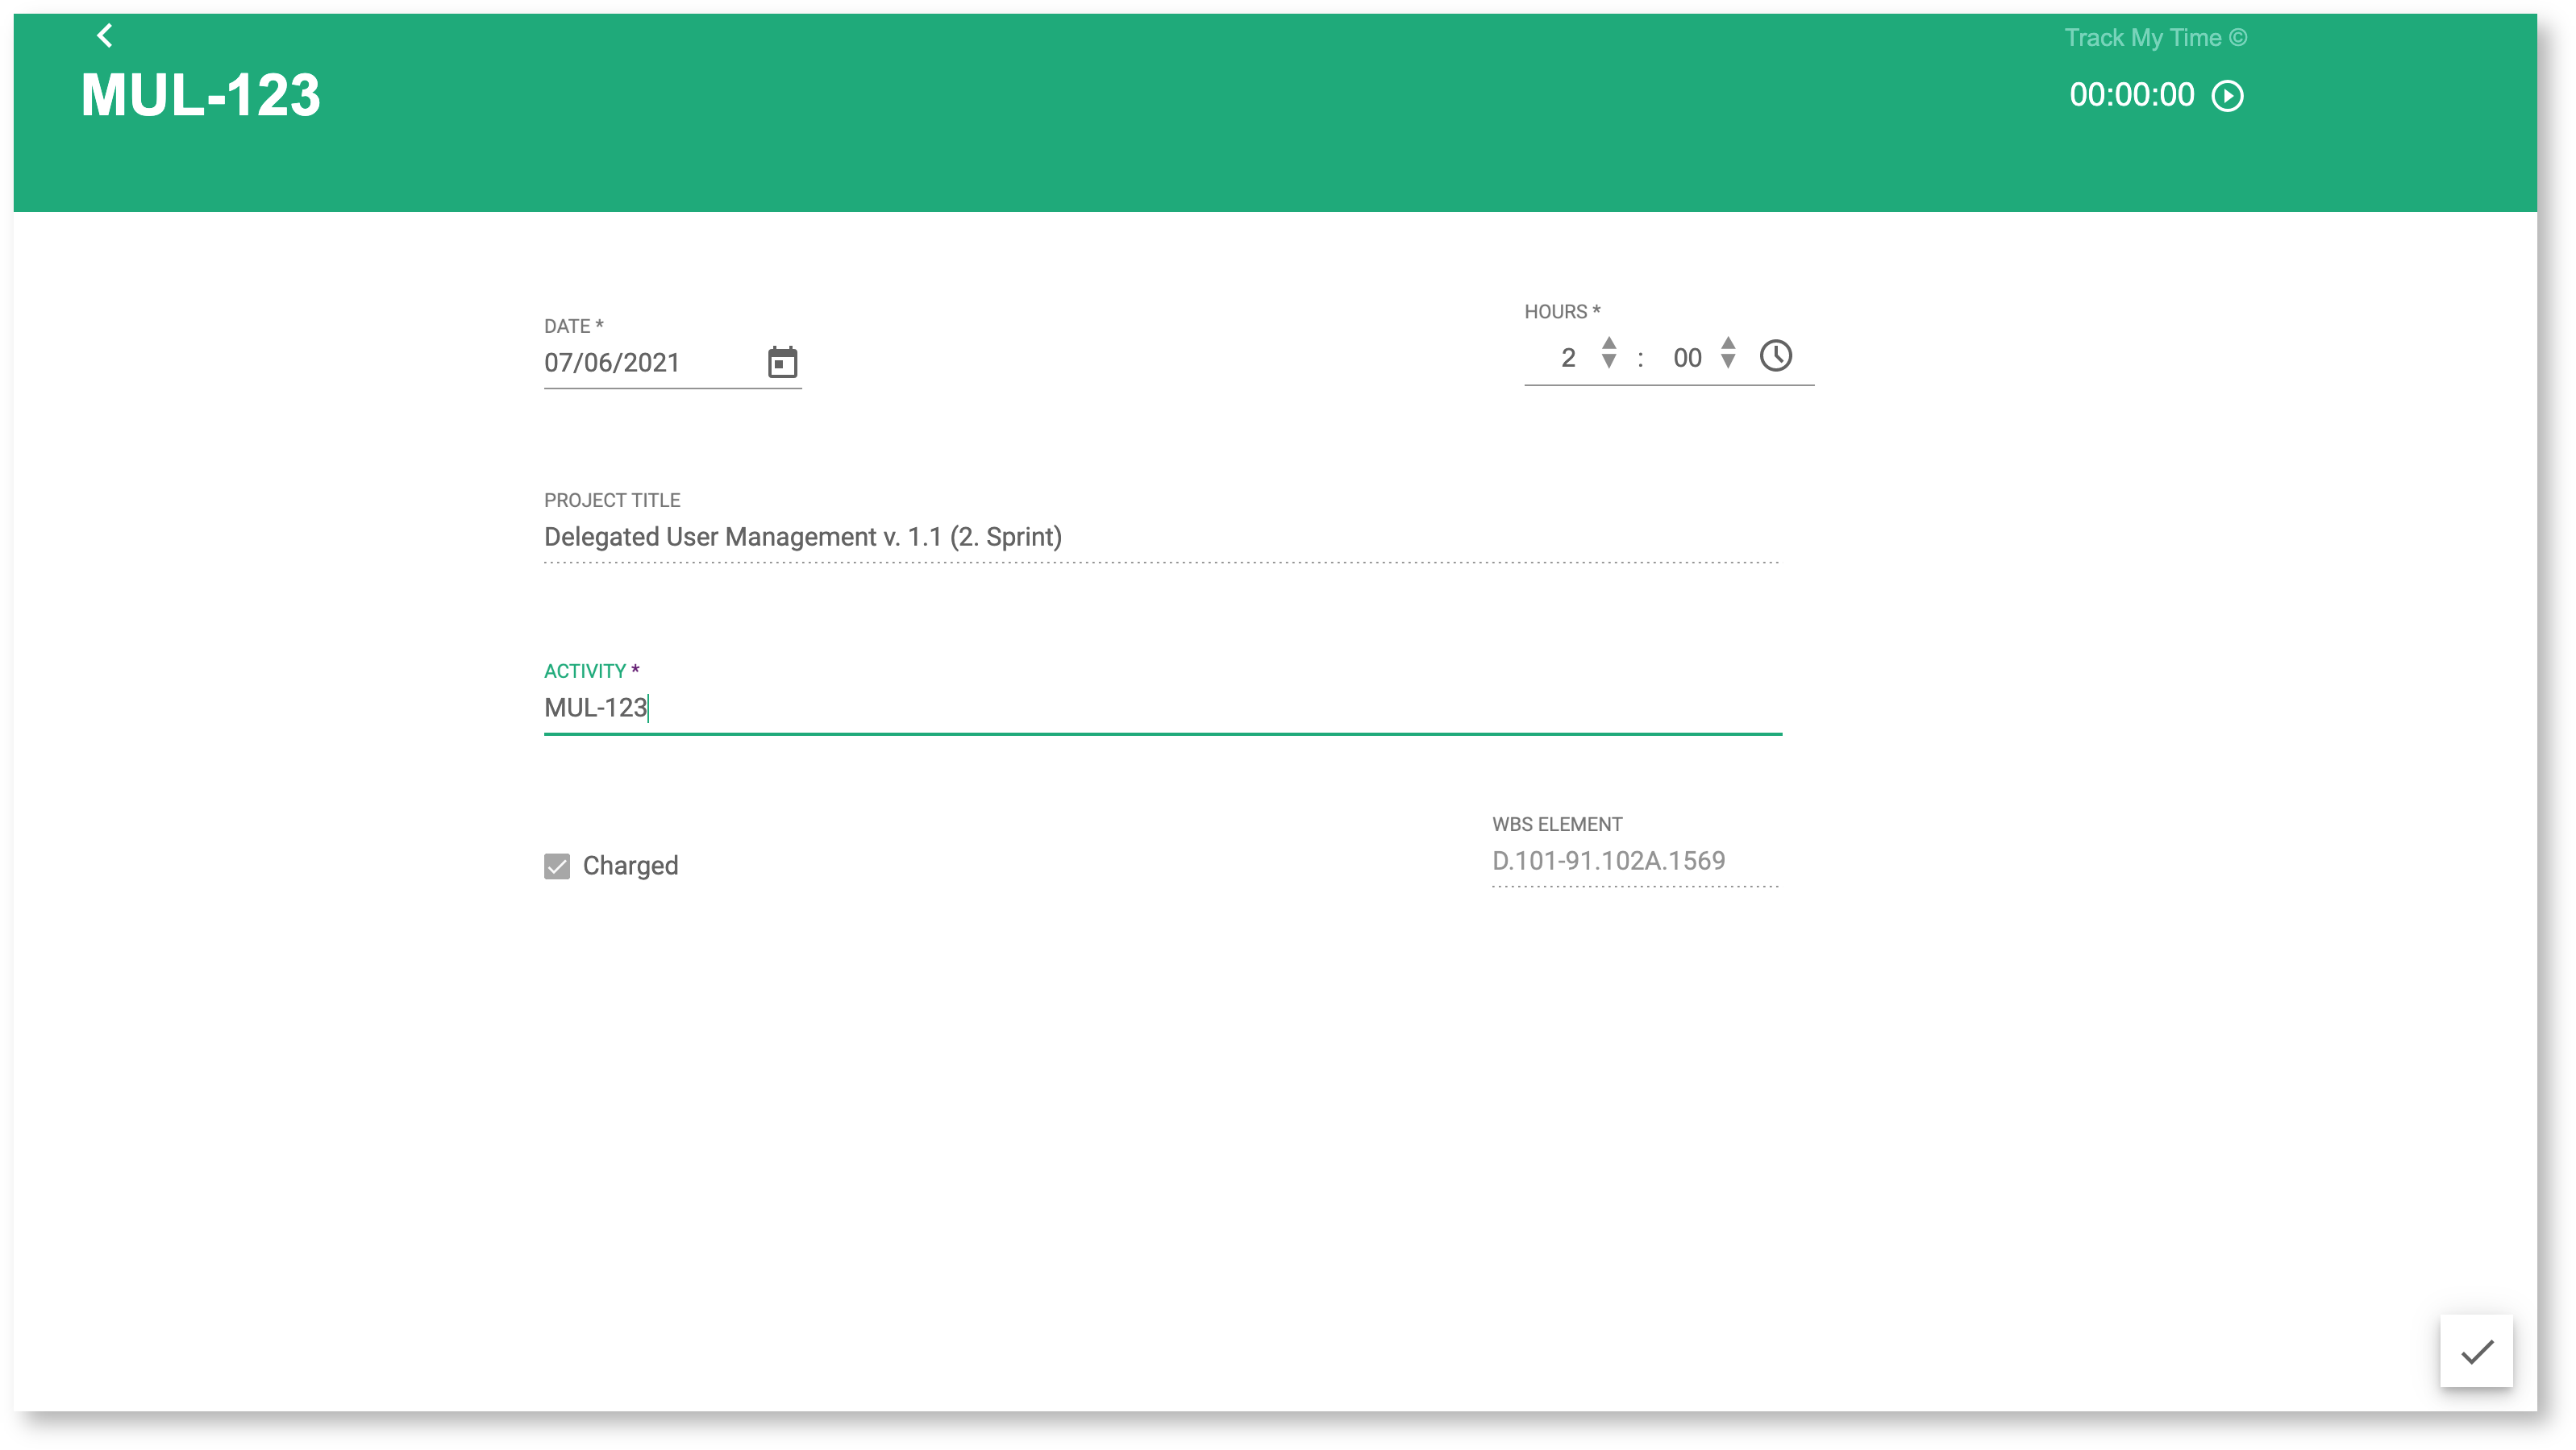 Track My Time ©
MUL-123
00:00:00
DATE *
07/06/2021
HOURS *
2 : 00
PROJECT TITLE
Delegated User Management v. 1.1 (2. Sprint)
ACTIVITY *
MUL-123
Charged
WBS ELEMENT
D.101-91.102A.1569